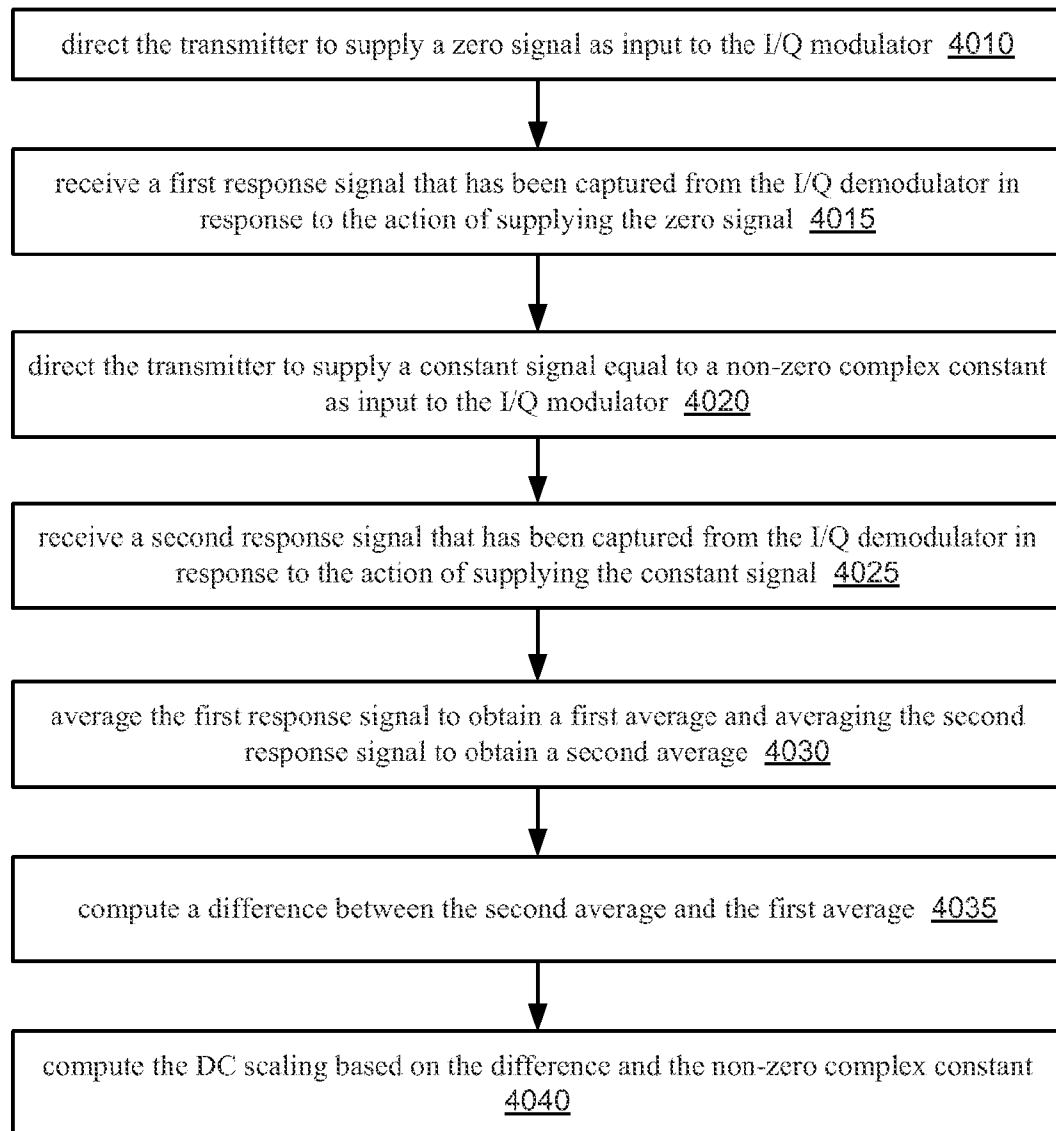 direct the transmitter to supply a zero signal as input to the I/Q modulator 4010
receive a first response signal that has been captured from the I/Q demodulator in
response to the action of supplying the zero signal 4015
direct the transmitter to supply a constant signal equal to a non-zero complex constant
as input to the I/Q modulator 4020
receive a second response signal that has been captured from the I/Q demodulator in
response to the action of supplying the constant signal 4025
average the first response signal to obtain a first average and averaging the second
response signal to obtain a second average 4030
compute a difference between the second average and the first average 4035
compute the DC scaling based on the difference and the non-zero complex constant
4040